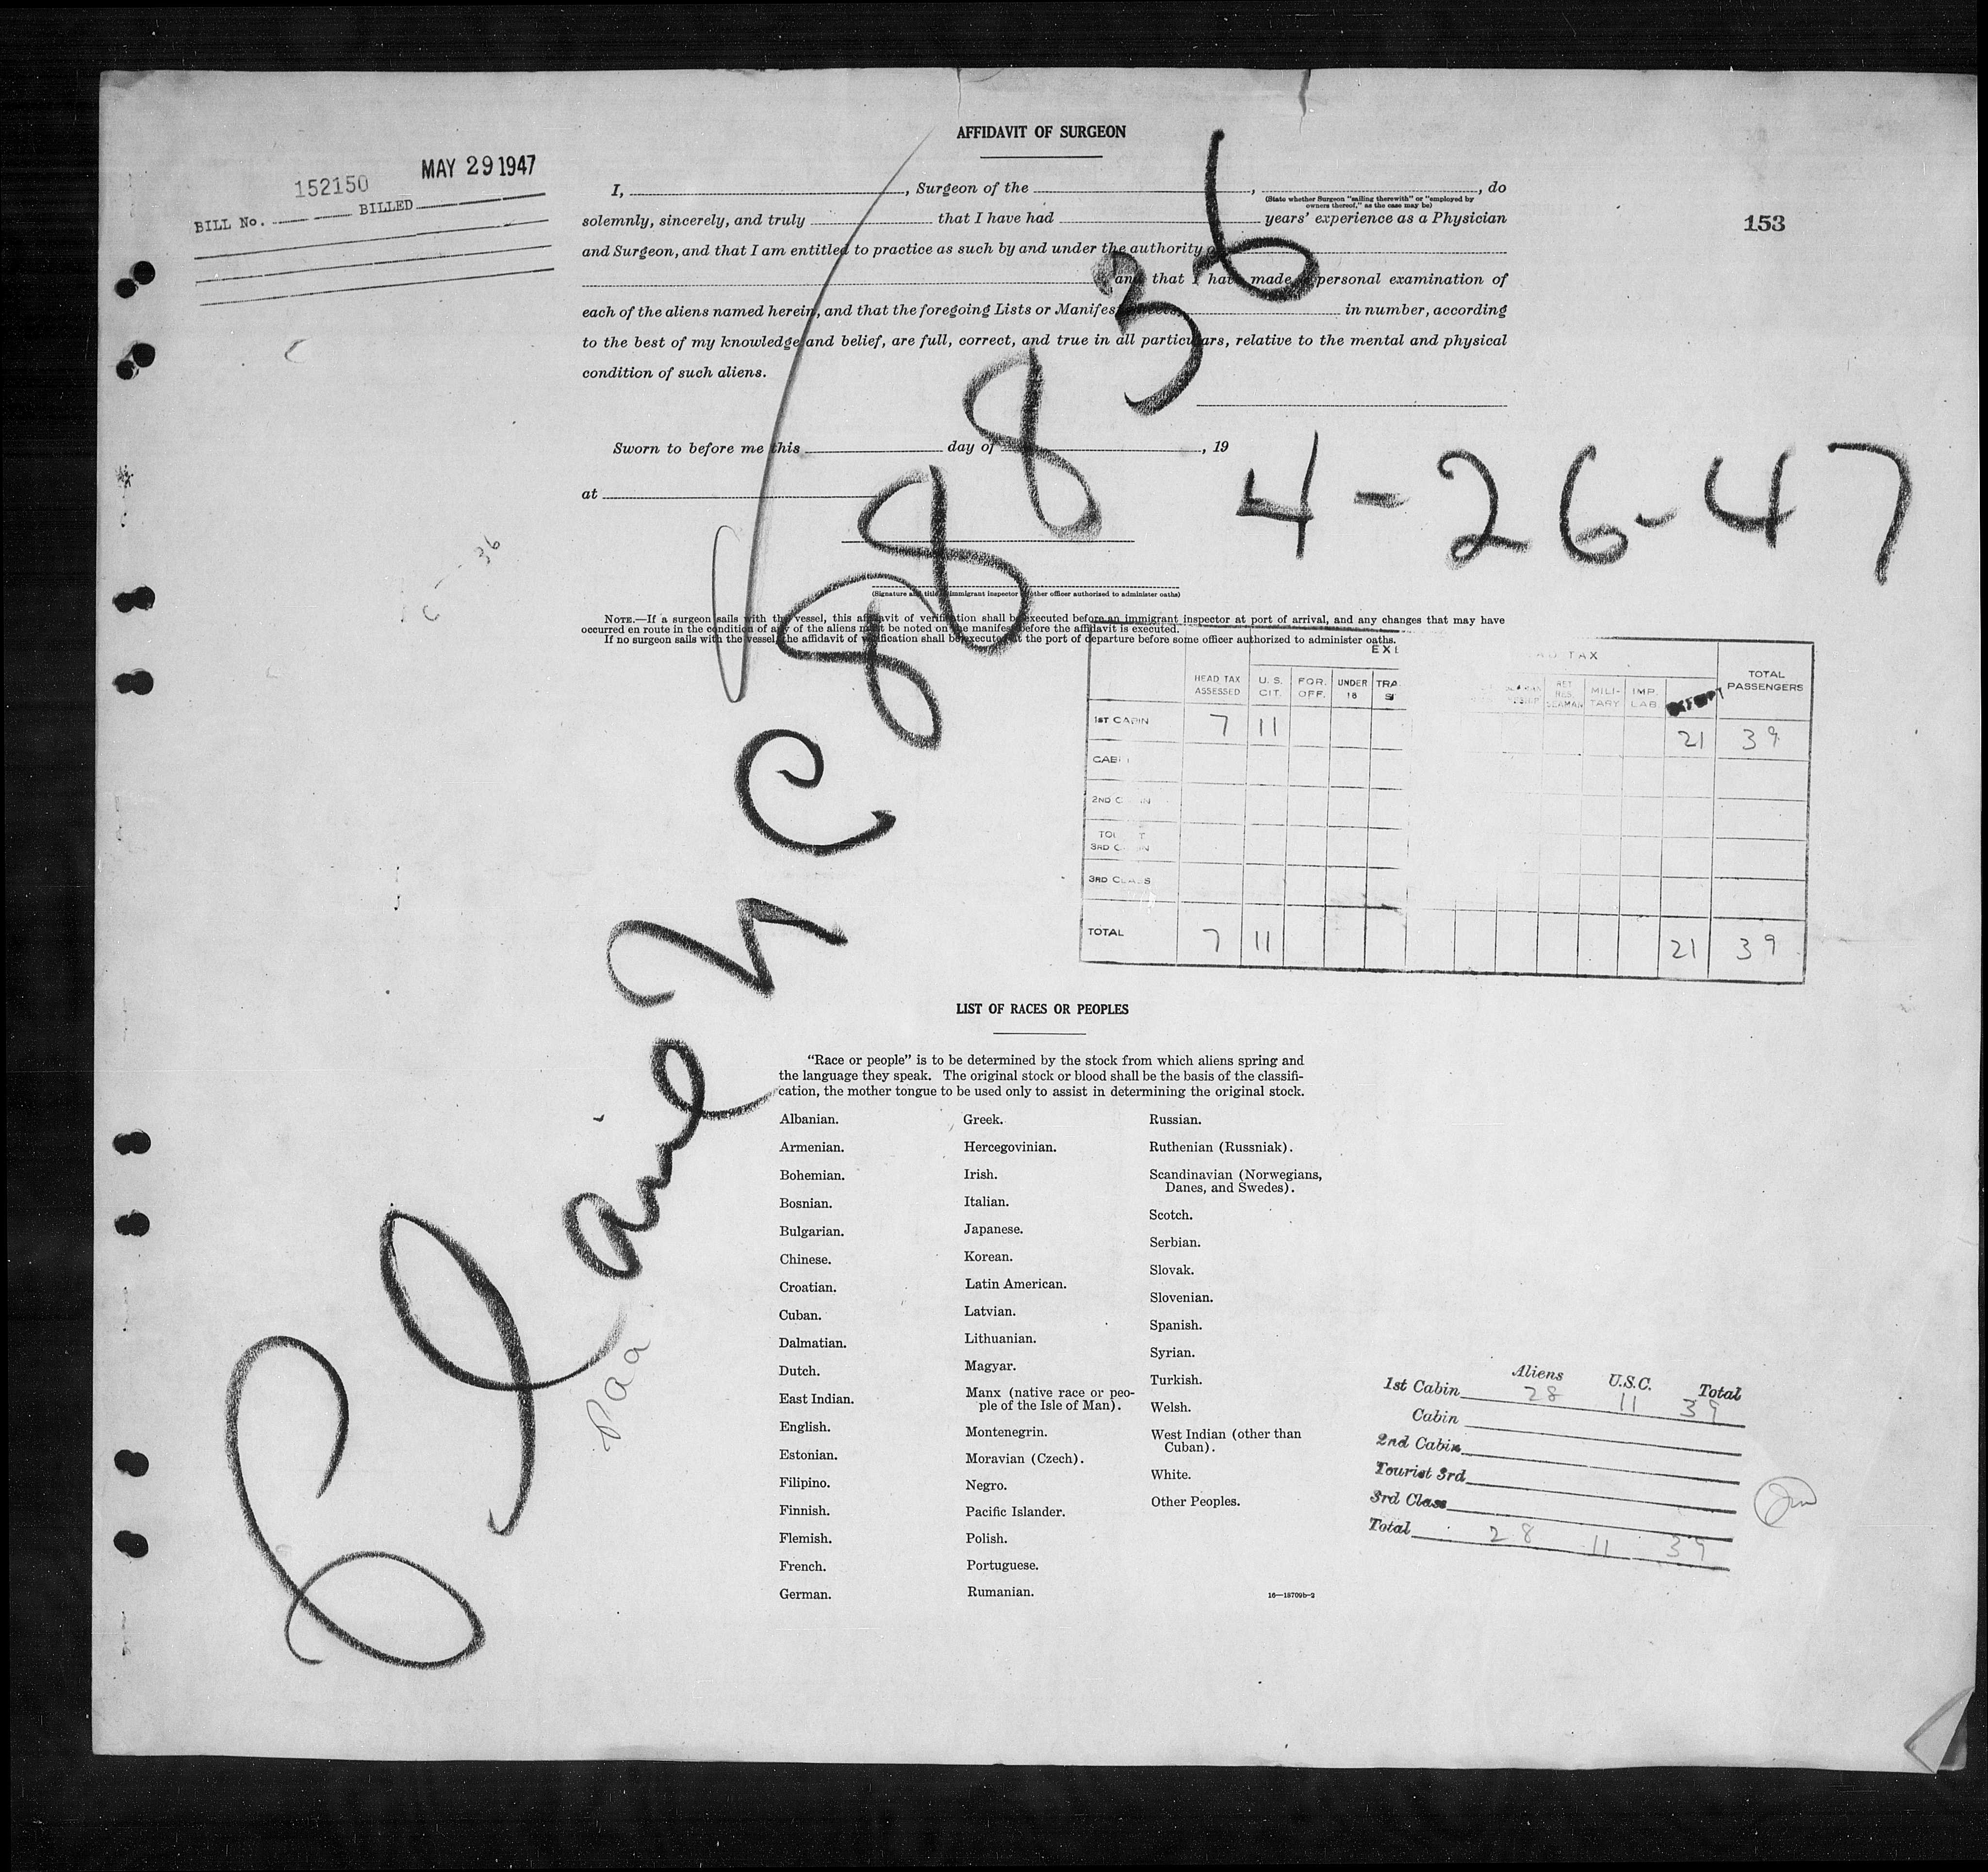 AFFIDAVIT OF SURGEON
MAY 29 1947
152150
BILL No. BILLED
153
I, , Surgeon of the , , do
(State whether Surgeon "sailing therewith" or "employed by
owners thereof," as the case may be)
solemnly, sincerely, and truly that I have had years' experience as a Physician
and Surgeon, and that I am entitled to practice as such by and under the authority
and that I have made personal examination of
each of the aliens named herein, and that the foregoing Lists or Manifests in number, according
to the best of my knowledge and belief, are full, correct, and true in all particulars, relative to the mental and physical
condition of such aliens.
Sworn to before me this day of , 19
at
4-26-47
Plane NC 88836
Paa
(Signature and title immigrant inspector other officer authorized to administer oaths)
NOTE.—If a surgeon sails with the vessel, this affidavit of verification shall be executed before an immigrant inspector at port of arrival, and any changes that may have
occurred en route in the condition of any of the aliens must be noted on the manifest before the affidavit is executed.
If no surgeon sails with the vessel, the affidavit of verification shall be executed at the port of departure before some officer authorized to administer oaths.
HEAD TAX ASSESSED U. S. CIT. FOR. OFF. UNDER 16 TAX MILI- TARY IMP. LAB TOTAL PASSENGERS
1ST CABIN 7 11 21 39
CABIN
2ND CABIN
3RD CABIN
3RD CLASS
TOTAL 7 11 21 39
LIST OF RACES OR PEOPLES
"Race or people" is to be determined by the stock from which aliens spring and
the language they speak. The original stock or blood shall be the basis of the classifi-
cation, the mother tongue to be used only to assist in determining the original stock.
Albanian.
Armenian.
Bohemian.
Bosnian.
Bulgarian.
Chinese.
Croatian.
Cuban.
Dalmatian.
Dutch.
East Indian.
English.
Estonian.
Filipino.
Finnish.
Flemish.
French.
German.
Greek.
Hercegovinian.
Irish.
Italian.
Japanese.
Korean.
Latin American.
Latvian.
Lithuanian.
Magyar.
Manx (native race or peo-
ple of the Isle of Man).
Montenegrin.
Moravian (Czech).
Negro.
Pacific Islander.
Polish.
Portuguese.
Rumanian.
Russian.
Ruthenian (Russniak).
Scandinavian (Norwegians,
Danes, and Swedes).
Scotch.
Serbian.
Slovak.
Slovenian.
Spanish.
Syrian.
Turkish.
Welsh.
West Indian (other than
Cuban).
White.
Other Peoples.
16—18709b-2
Aliens U.S.C. Total
1st Cabin 28 11 39
Cabin
2nd Cabin
Tourist 3rd
3rd Class
Total 28 11 39